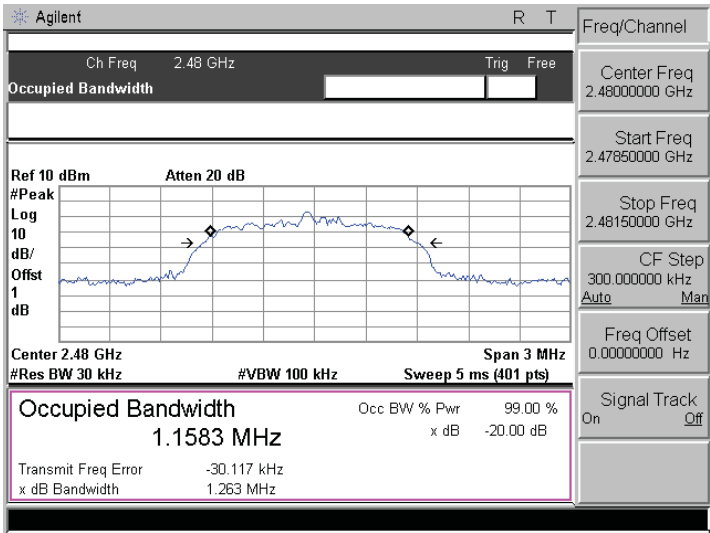 Agilent R T
Ch Freq 2.48 GHz Trig Free
Occupied Bandwidth
Ref 10 dBm Atten 20 dB
#Peak
Log
10
dB/
Offst
1
dB
Center 2.48 GHz Span 3 MHz
#Res BW 30 kHz #VBW 100 kHz Sweep 5 ms (401 pts)
Occupied Bandwidth Occ BW % Pwr 99.00 %
1.1583 MHz x dB -20.00 dB
Transmit Freq Error -30.117 kHz
x dB Bandwidth 1.263 MHz
Freq/Channel
Center Freq
2.48000000 GHz
Start Freq
2.47850000 GHz
Stop Freq
2.48150000 GHz
CF Step
300.000000 kHz
Auto Man
Freq Offset
0.00000000 Hz
Signal Track
On Off